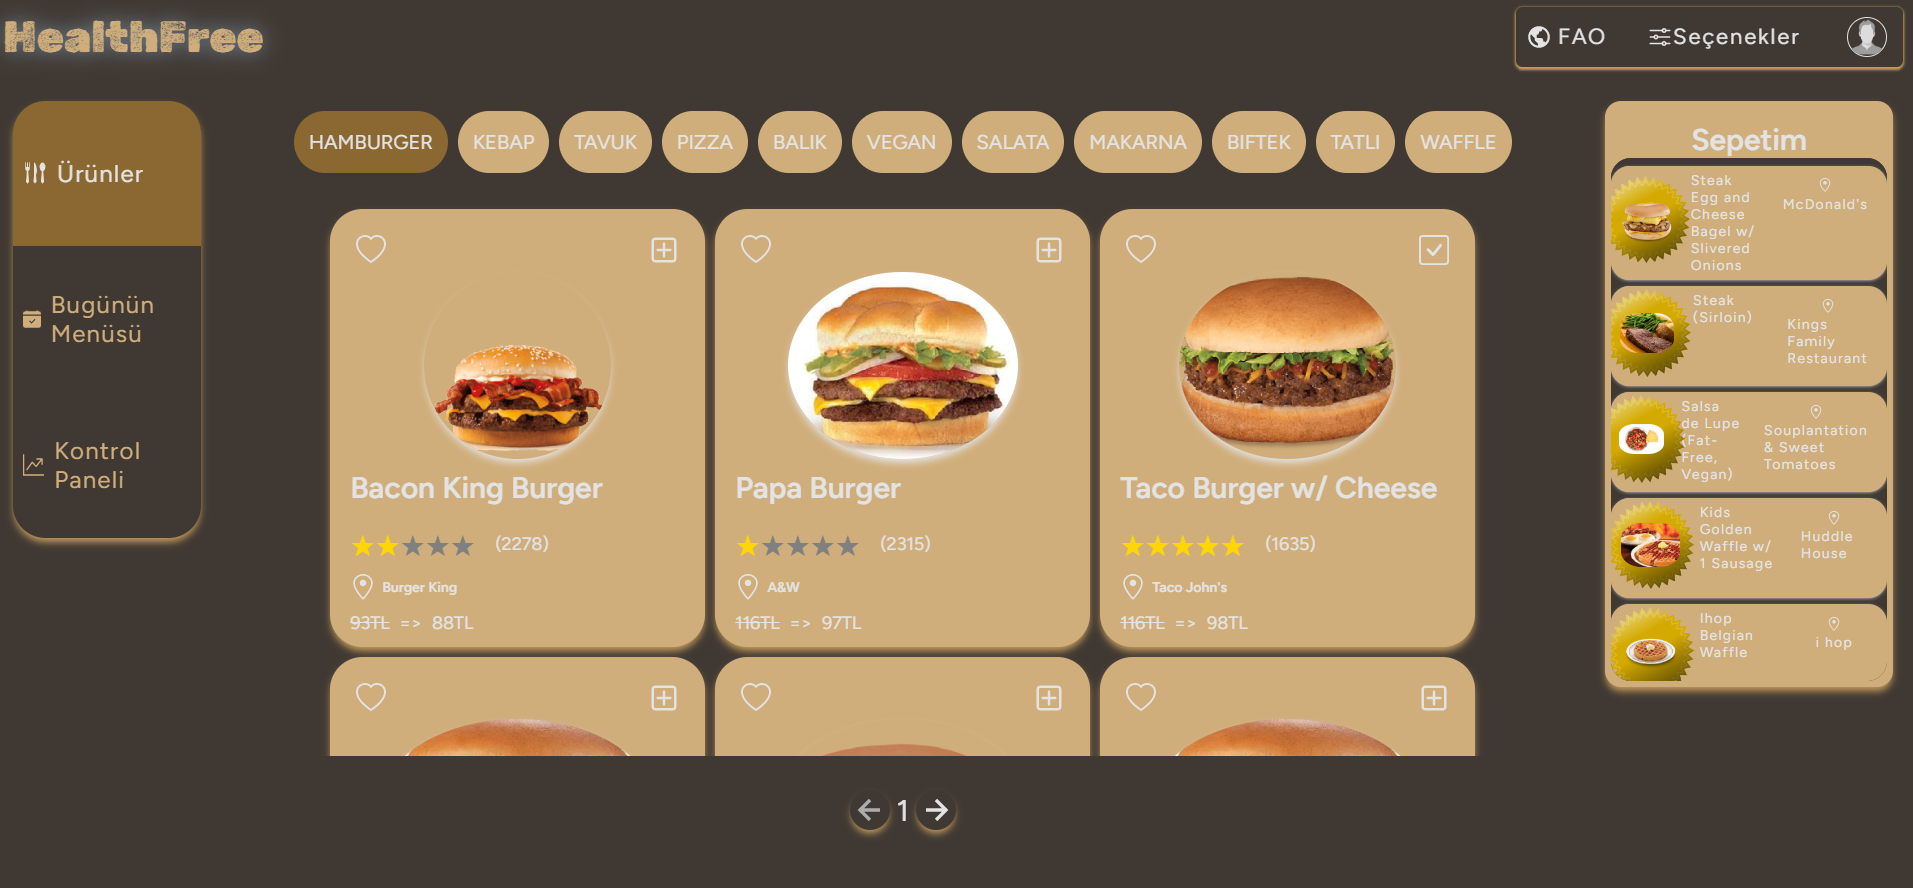 HealthFree
FAO
Seçenekler
Ürünler
Bugünün
Menüsü
Kontrol
Paneli
HAMBURGER
KEBAP
TAVUK
PIZZA
BALIK
VEGAN
SALATA
MAKARNA
BIFTEK
TATLI
WAFFLE
Bacon King Burger
(2278)
Burger King
93TL => 88TL
Papa Burger
(2315)
A&W
116TL => 97TL
Taco Burger w/ Cheese
(1635)
Taco John's
116TL => 98TL
1
Sepetim
Steak
Egg and
Cheese
Bagel w/
Slivered
Onions
McDonald's
Steak
(Sirloin)
Kings
Family
Restaurant
Salsa
de Lupe
(Fat-
Free,
Vegan)
Souplantation
& Sweet
Tomatoes
Kids
Golden
Waffle w/
1 Sausage
Huddle
House
Ihop
Belgian
Waffle
i hop